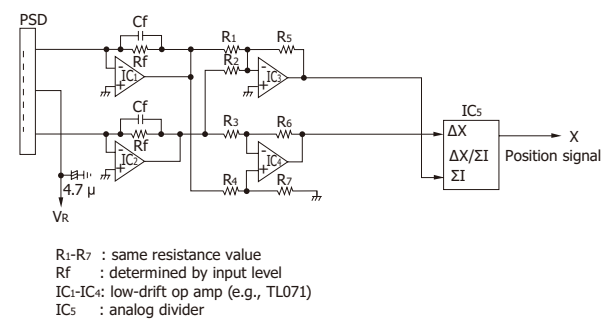 PSD
Cf
Rf
IC1
R1
R2
R5
IC3
Cf
Rf
IC2
R3
R6
IC4
R4
R7
4.7 μ
VR
IC5
ΔX
ΔX/ΣI
ΣI
X
Position signal
R1-R7 : same resistance value
Rf : determined by input level
IC1-IC4: low-drift op amp (e.g., TL071)
IC5 : analog divider